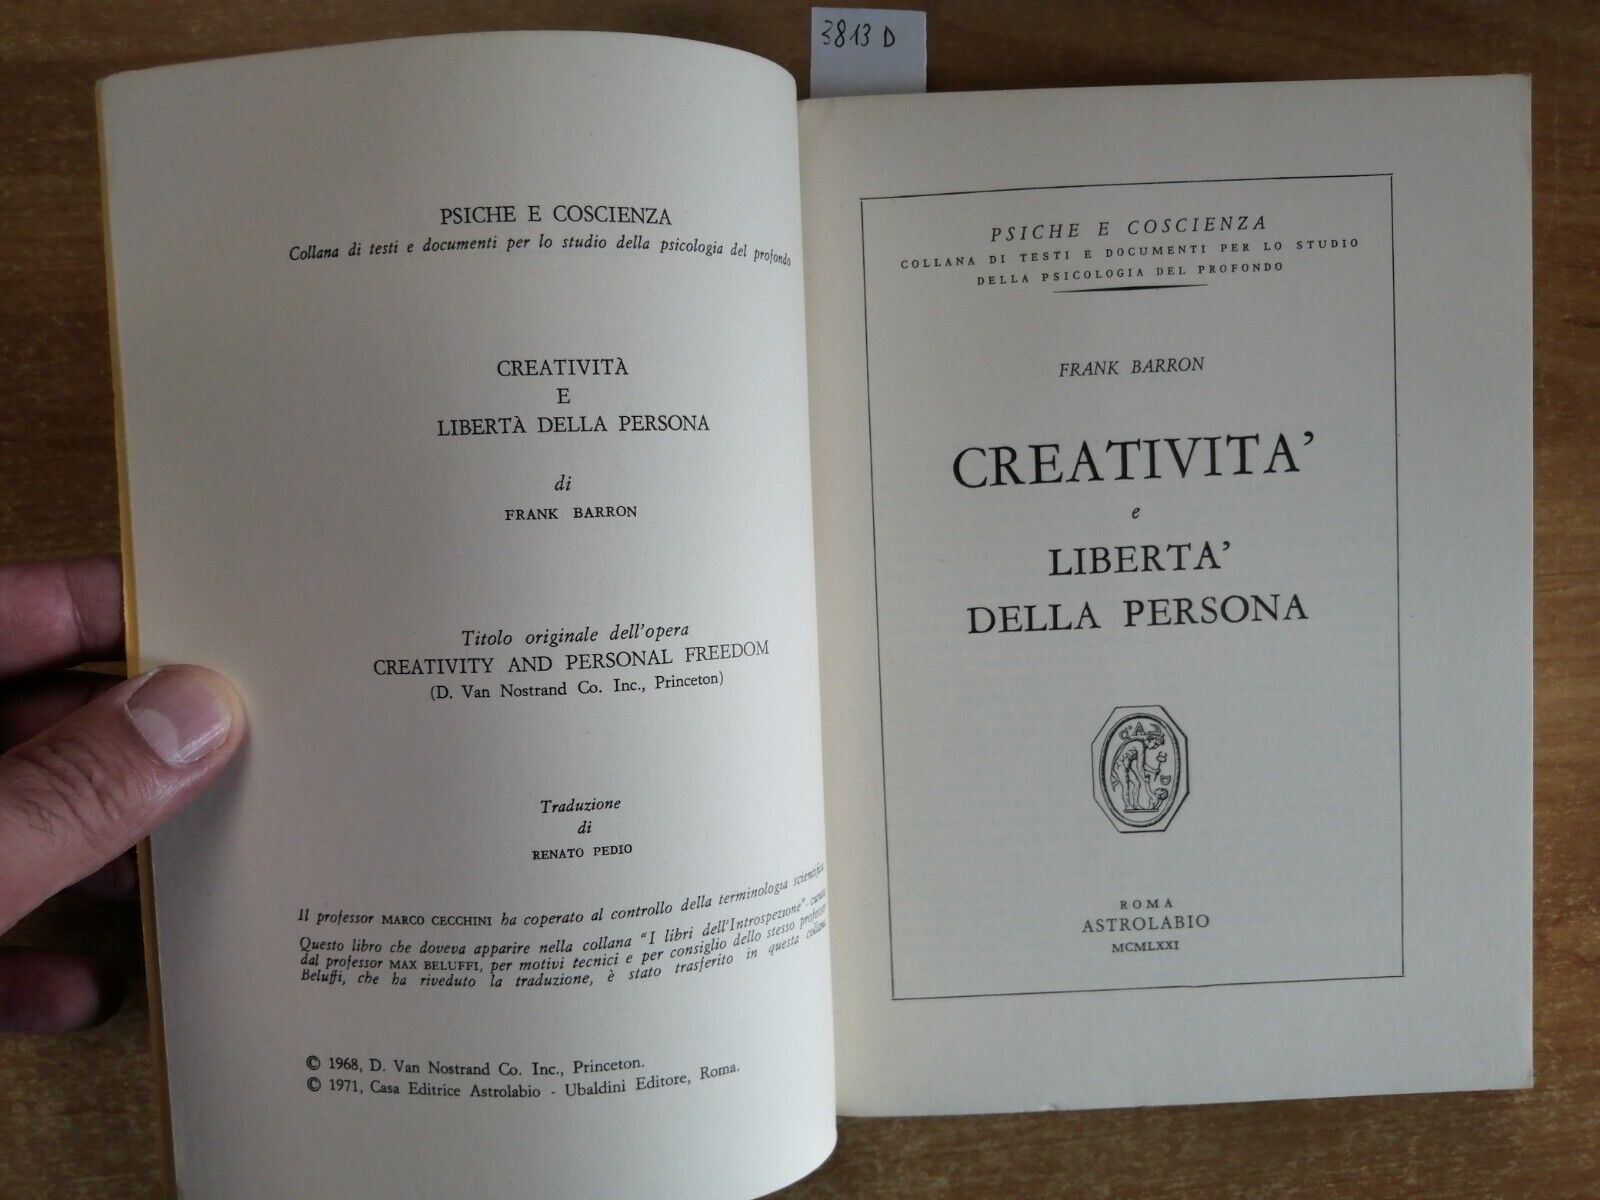 3813 D
PSICHE E COSCIENZA
Collana di testi e documenti per lo studio della psicologia del profondo
CREATIVITÀ
E
LIBERTÀ DELLA PERSONA
di
FRANK BARRON
Titolo originale dell'opera
CREATIVITY AND PERSONAL FREEDOM
(D. Van Nostrand Co. Inc., Princeton)
Traduzione
di
RENATO PEDIO
Il professor MARCO CECCHINI ha coperato al controllo della terminologia scientifica
Questo libro che doveva apparire nella collana "I libri dell'Introspezione" curata
dal professor MAX BELUFFI, per motivi tecnici e per consiglio dello stesso professor
Beluffi, che ha riveduto la traduzione, è stato trasferito in questa collana
© 1968, D. Van Nostrand Co. Inc., Princeton.
© 1971, Casa Editrice Astrolabio - Ubaldini Editore, Roma.
PSICHE E COSCIENZA
COLLANA DI TESTI E DOCUMENTI PER LO STUDIO
DELLA PSICOLOGIA DEL PROFONDO
FRANK BARRON
CREATIVITA'
e
LIBERTA'
DELLA PERSONA
ROMA
ASTROLABIO
MCMLXXI